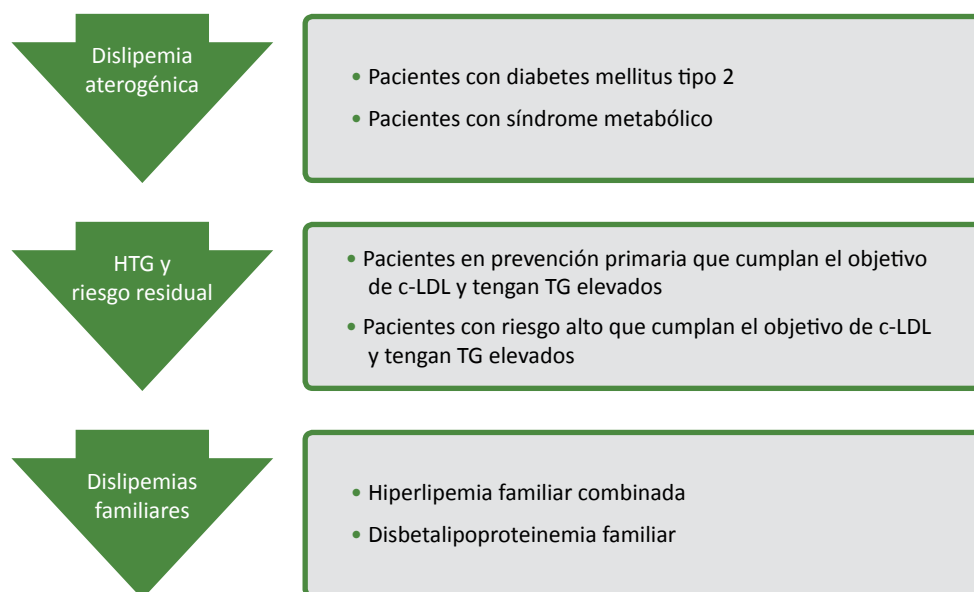 Dislipemia
aterogénica
• Pacientes con diabetes mellitus tipo 2
• Pacientes con síndrome metabólico
HTG y
riesgo residual
• Pacientes en prevención primaria que cumplan el objetivo
de c-LDL y tengan TG elevados
• Pacientes con riesgo alto que cumplan el objetivo de c-LDL
y tengan TG elevados
Dislipemias
familiares
• Hiperlipemia familiar combinada
• Disbetalipoproteinemia familiar